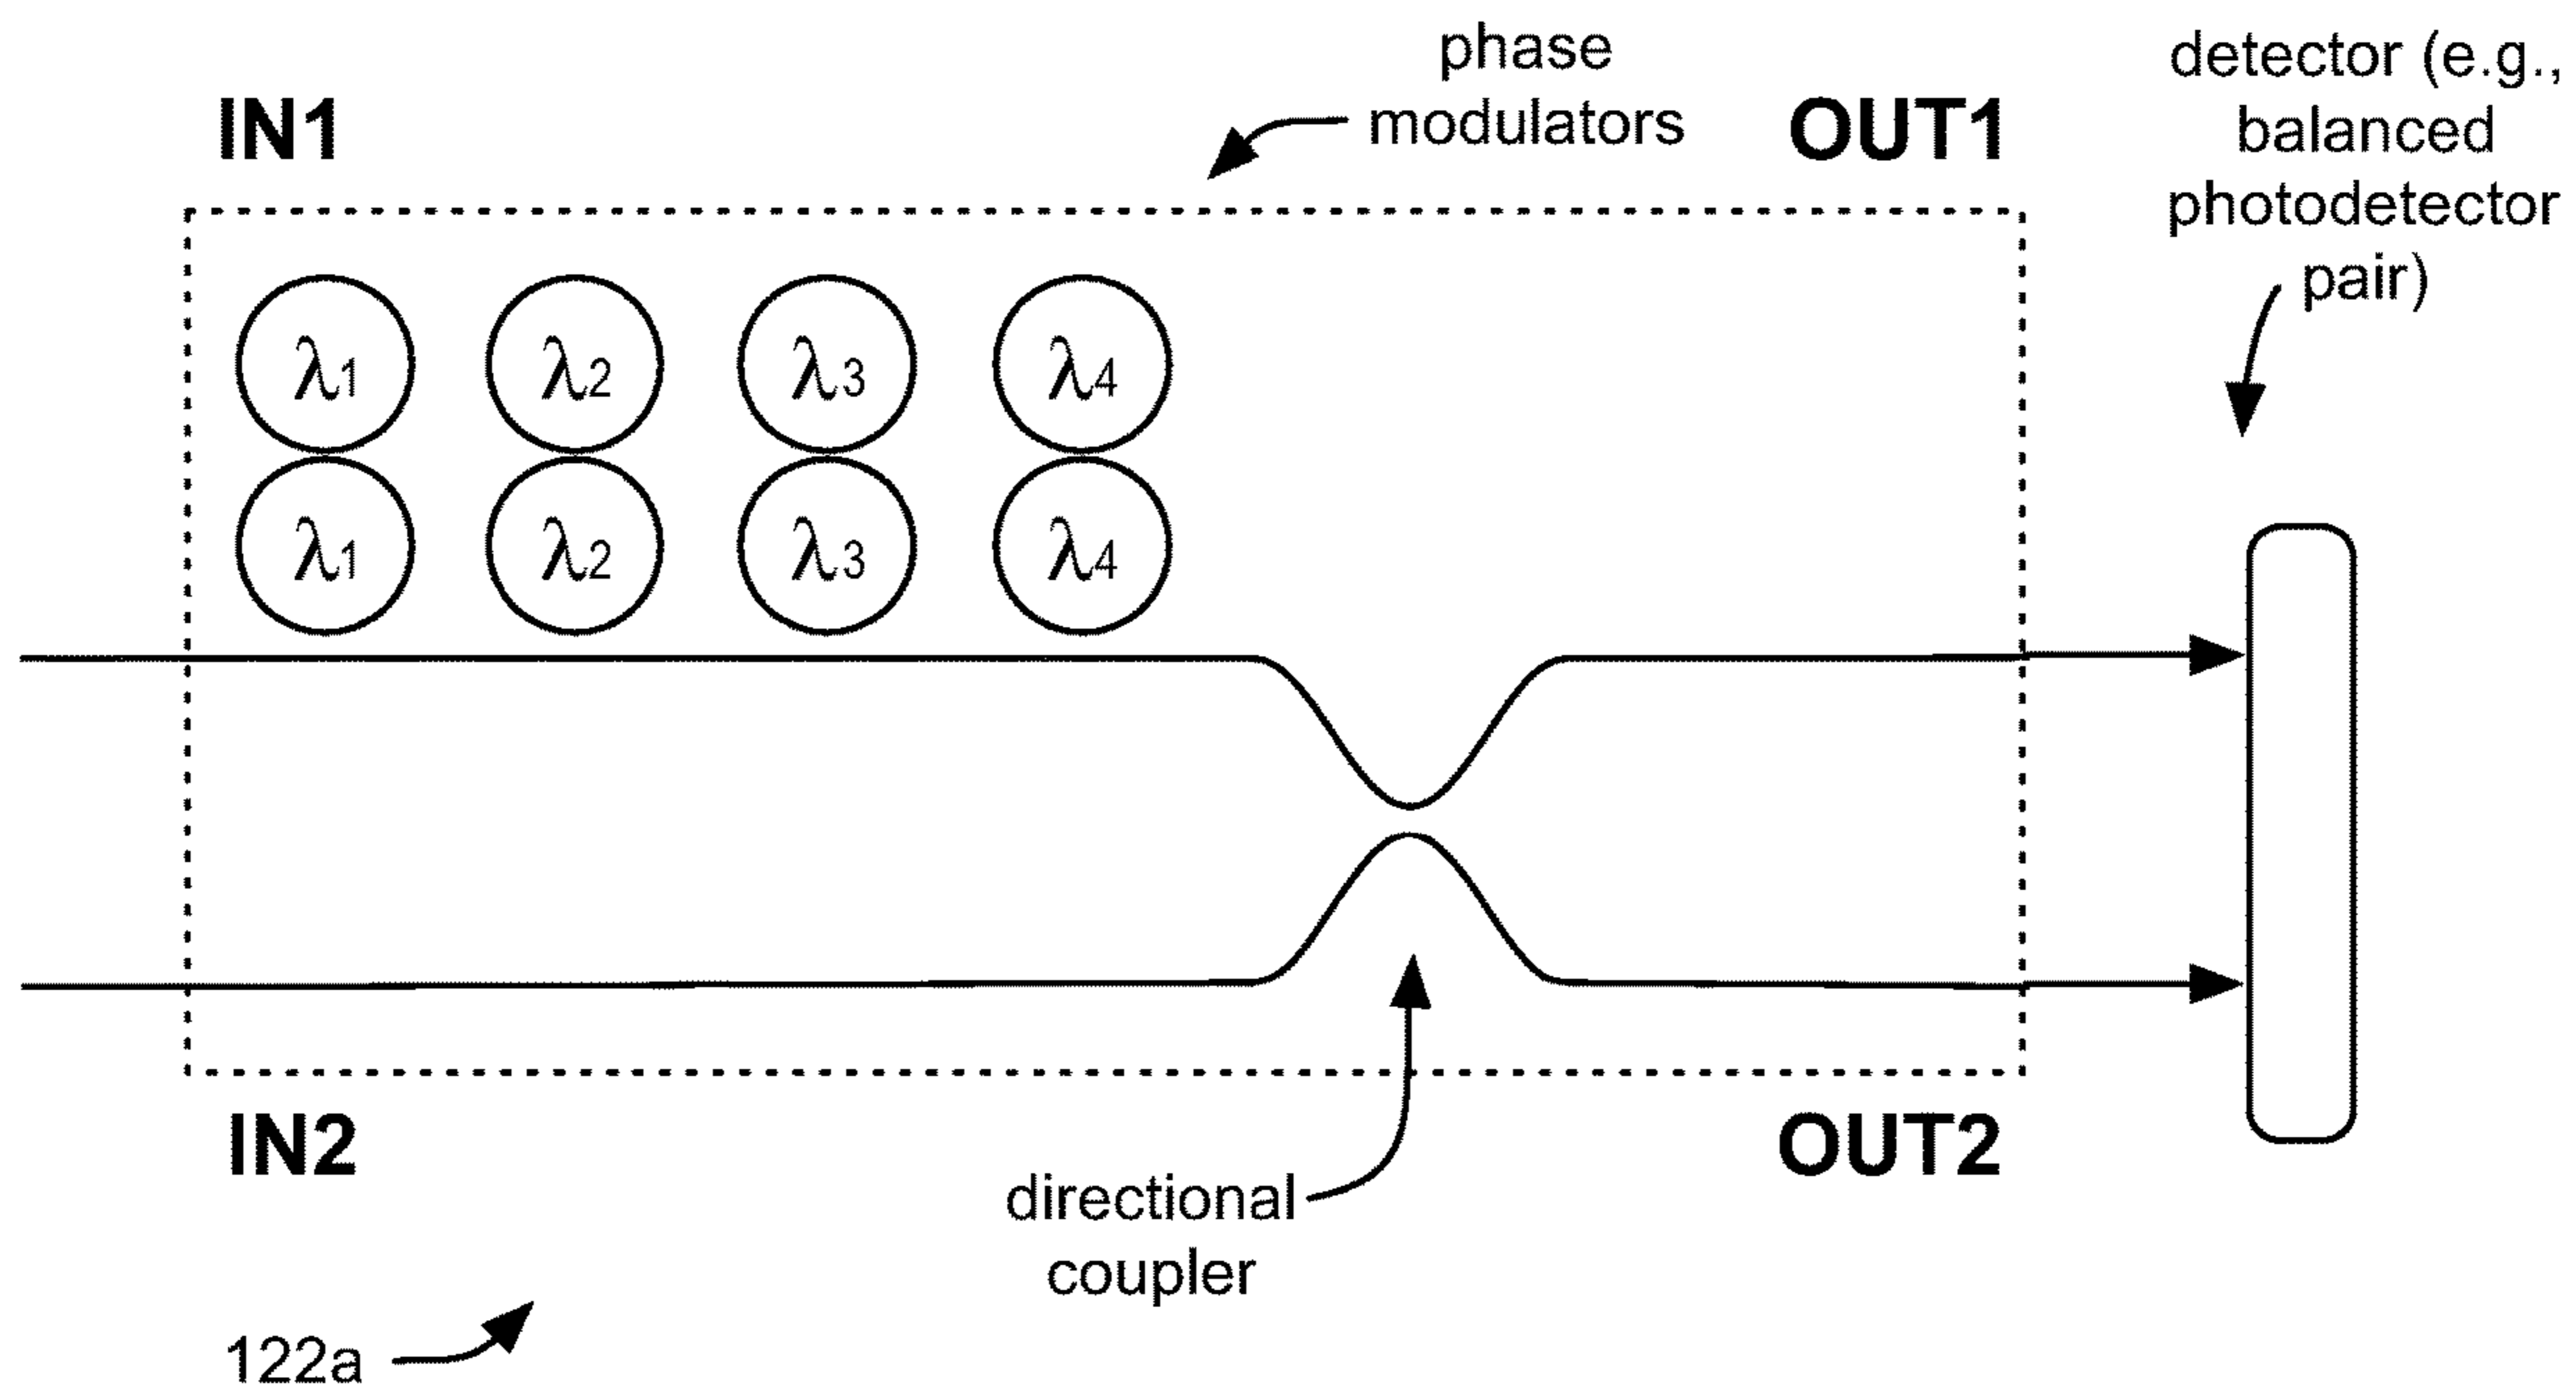 phase
modulators
detector (e.g.,
balanced
photodetector
pair)
IN1
OUT1
λ1 λ2 λ3 λ4
λ1 λ2 λ3 λ4
IN2
OUT2
directional
coupler
122a